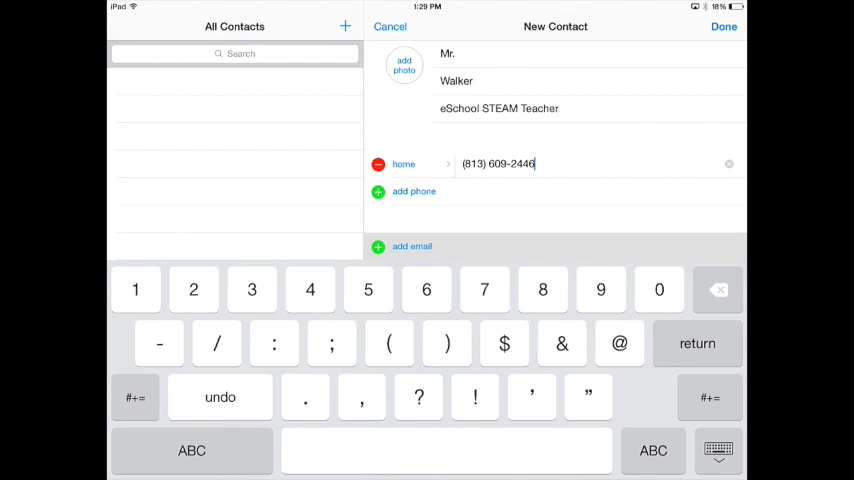 iPad
1:29 PM
18%
All Contacts
+
Cancel
New Contact
Done
Search
add photo
Mr.
Walker
eSchool STEAM Teacher
home
(813) 609-2446
add phone
add email
1 2 3 4 5 6 7 8 9 0
- / : ; ( ) $ & @ return
#+= undo . , ? ! ’ ” #+=
ABC ABC